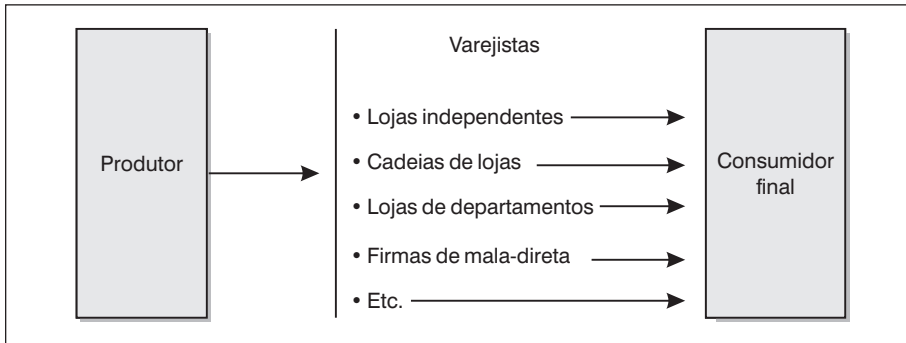 Varejistas
Produtor
• Lojas independentes
• Cadeias de lojas
• Lojas de departamentos
• Firmas de mala-direta
• Etc.
Consumidor
final